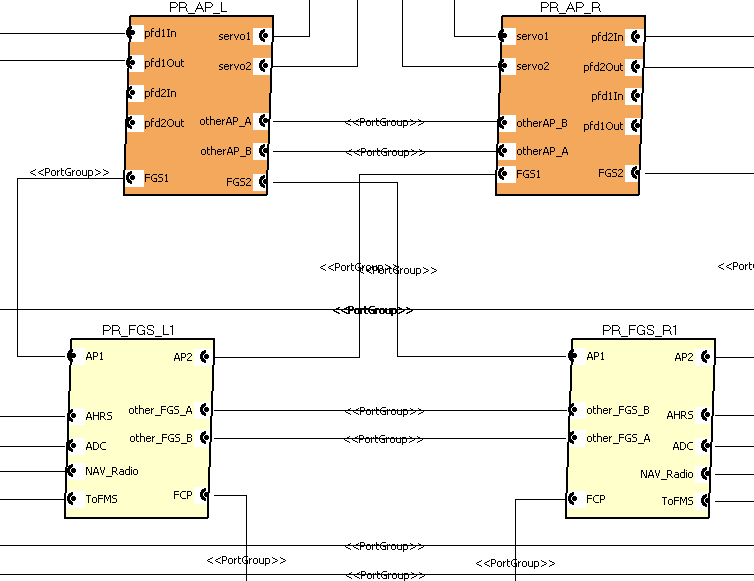 PR_AP_L
PR_AP_R
pfd1In
servo1
servo1
pfd2In
pfd1Out
servo2
servo2
pfd2Out
pfd2In
pfd1In
pfd2Out
otherAP_A
<<PortGroup>>
otherAP_B
pfd1Out
otherAP_B
<<PortGroup>>
otherAP_A
<<PortGroup>>
FGS1
FGS2
FGS1
FGS2
<<PortGroup>>
<<PortGroup>>
<<Port
<<PortGroup>>
PR_FGS_L1
PR_FGS_R1
AP1
AP2
AP1
AP2
AHRS
other_FGS_A
<<PortGroup>>
other_FGS_B
AHRS
ADC
other_FGS_B
<<PortGroup>>
other_FGS_A
ADC
NAV_Radio
NAV_Radio
ToFMS
FCP
FCP
ToFMS
<<PortGroup>>
<<PortGroup>>
<<PortGroup>>
<<PortGroup>>